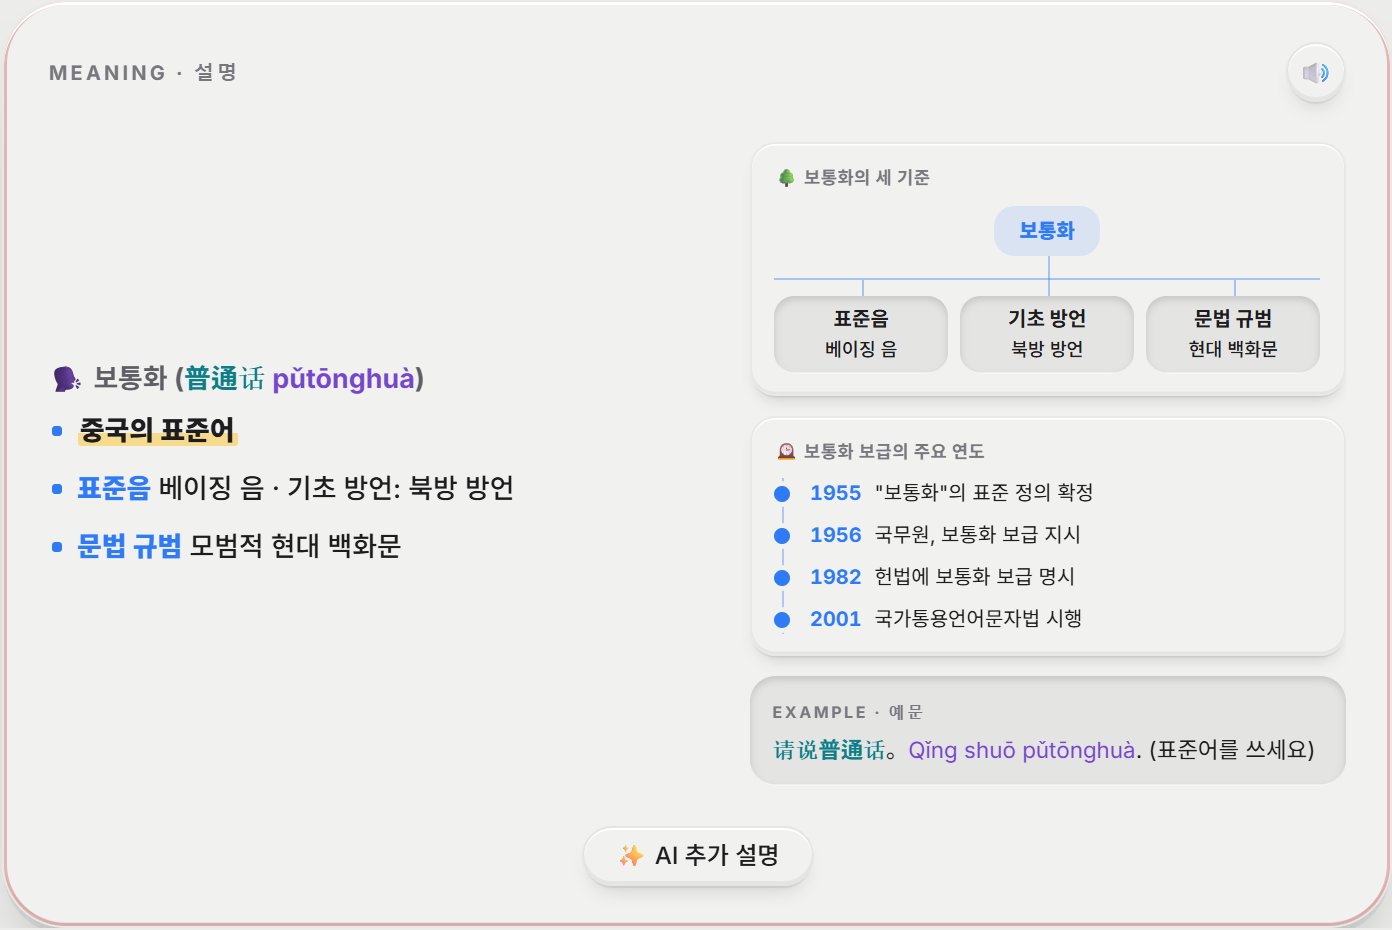 MEANING · 설명
보통화 (普通话 pǔtōnghuà)
중국의 표준어
표준음 베이징 음 · 기초 방언: 북방 방언
문법 규범 모범적 현대 백화문
보통화의 세 기준
보통화
표준음
베이징 음
기초 방언
북방 방언
문법 규범
현대 백화문
보통화 보급의 주요 연도
1955 "보통화"의 표준 정의 확정
1956 국무원, 보통화 보급 지시
1982 헌법에 보통화 보급 명시
2001 국가통용언어문자법 시행
EXAMPLE · 예문
请说普通话。Qǐng shuō pǔtōnghuà. (표준어를 쓰세요)
AI 추가 설명